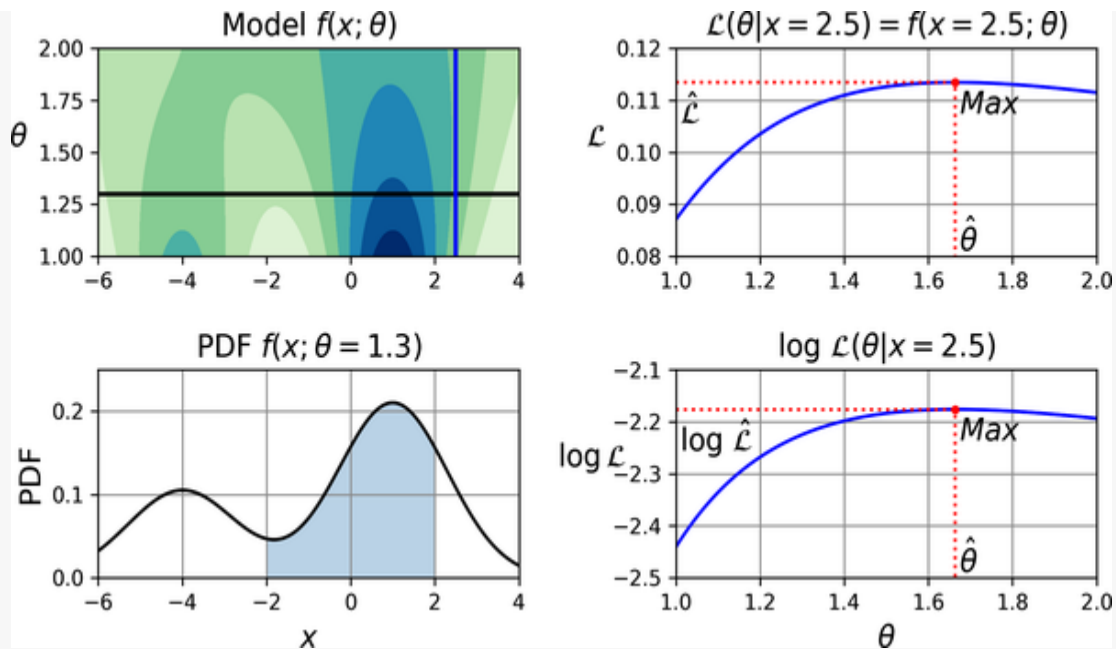 Model f(x; θ)
θ
2.00
1.75
1.50
1.25
1.00
−6
−4
−2
0
2
4
ℒ(θ|x = 2.5) = f(x = 2.5; θ)
ℒ
0.12
0.11
0.10
0.09
0.08
ℒ̂
Max
θ̂
1.0
1.2
1.4
1.6
1.8
2.0
PDF f(x; θ = 1.3)
PDF
0.2
0.1
0.0
−6
−4
−2
0
2
4
x
log ℒ(θ|x = 2.5)
log ℒ
−2.1
−2.2
−2.3
−2.4
−2.5
log ℒ̂
Max
θ̂
1.0
1.2
1.4
1.6
1.8
2.0
θ